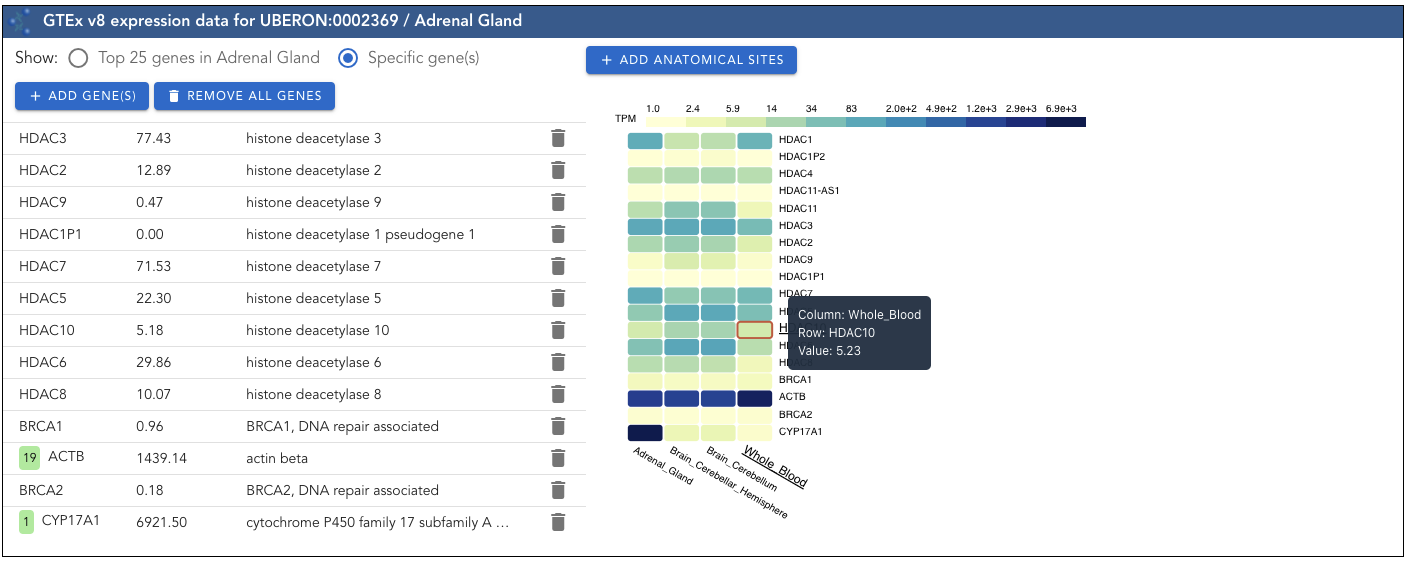 GTEx v8 expression data for UBERON:0002369 / Adrenal Gland
Show: Top 25 genes in Adrenal Gland Specific gene(s)
+ ADD GENE(S) REMOVE ALL GENES
HDAC3 77.43 histone deacetylase 3
HDAC2 12.89 histone deacetylase 2
HDAC9 0.47 histone deacetylase 9
HDAC1P1 0.00 histone deacetylase 1 pseudogene 1
HDAC7 71.53 histone deacetylase 7
HDAC5 22.30 histone deacetylase 5
HDAC10 5.18 histone deacetylase 10
HDAC6 29.86 histone deacetylase 6
HDAC8 10.07 histone deacetylase 8
BRCA1 0.96 BRCA1, DNA repair associated
19 ACTB 1439.14 actin beta
BRCA2 0.18 BRCA2, DNA repair associated
1 CYP17A1 6921.50 cytochrome P450 family 17 subfamily A ...
+ ADD ANATOMICAL SITES
1.0 2.4 5.9 14 34 83 2.0e+2 4.9e+2 1.2e+3 2.9e+3 6.9e+3
TPM
HDAC1
HDAC1P2
HDAC4
HDAC11-AS1
HDAC11
HDAC3
HDAC2
HDAC9
HDAC1P1
HDAC7
Column: Whole_Blood
Row: HDAC10
Value: 5.23
BRCA1
ACTB
BRCA2
CYP17A1
Adrenal_Gland
Brain_Cerebellar_Hemisphere
Brain_Cerebellum
Whole_Blood